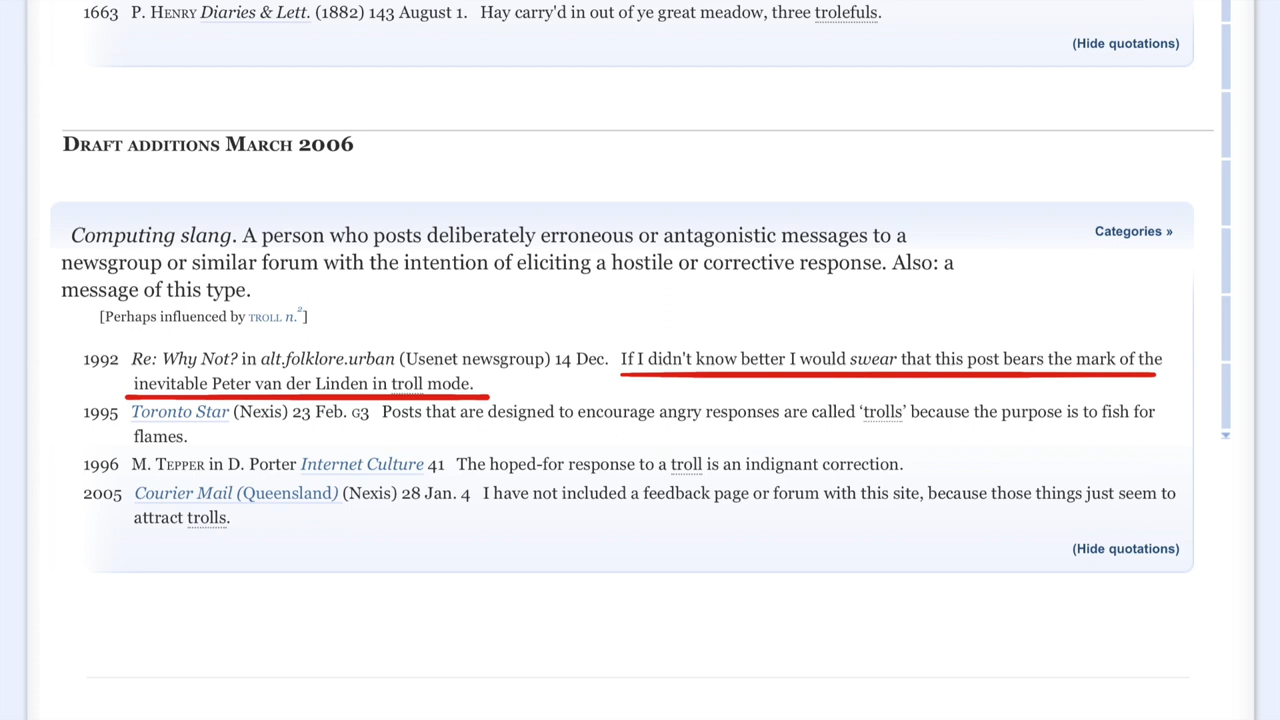 1663 P. Henry Diaries & Lett. (1882) 143 August 1. Hay carry'd in out of ye great meadow, three trolefuls.
(Hide quotations)
Draft additions March 2006
Computing slang. A person who posts deliberately erroneous or antagonistic messages to a
Categories »
newsgroup or similar forum with the intention of eliciting a hostile or corrective response. Also: a
message of this type.
[Perhaps influenced by TROLL n.²]
1992 Re: Why Not? in alt.folklore.urban (Usenet newsgroup) 14 Dec. If I didn't know better I would swear that this post bears the mark of the
inevitable Peter van der Linden in troll mode.
1995 Toronto Star (Nexis) 23 Feb. G3 Posts that are designed to encourage angry responses are called ‘trolls’ because the purpose is to fish for
flames.
1996 M. Tepper in D. Porter Internet Culture 41 The hoped-for response to a troll is an indignant correction.
2005 Courier Mail (Queensland) (Nexis) 28 Jan. 4 I have not included a feedback page or forum with this site, because those things just seem to
attract trolls.
(Hide quotations)